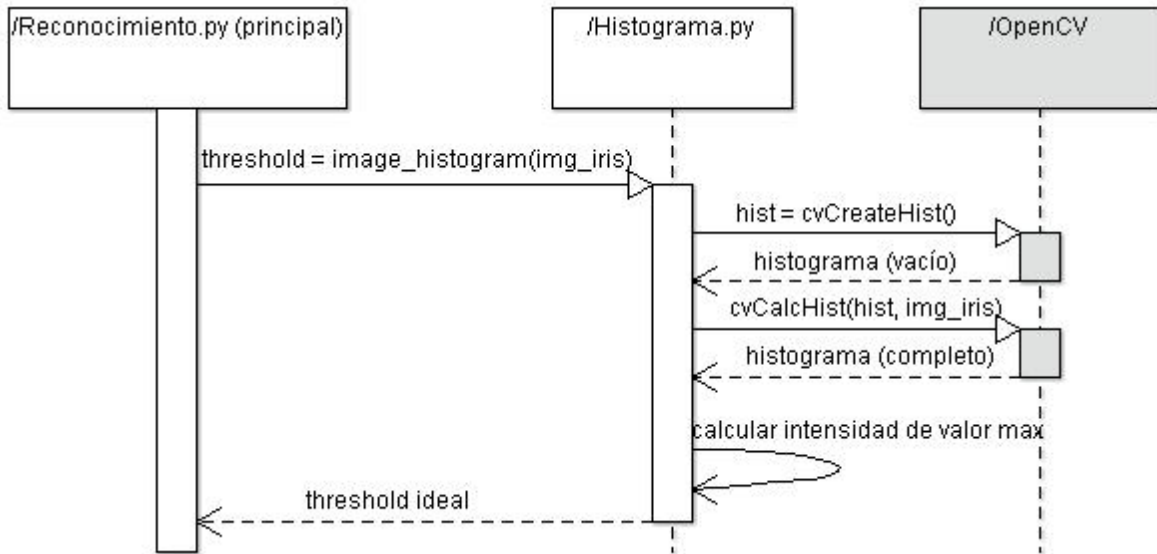 /Reconocimiento.py (principal)
/Histograma.py
/OpenCV
threshold = image_histogram(img_iris)
hist = cvCreateHist()
histograma (vacío)
cvCalcHist(hist, img_iris)
histograma (completo)
calcular intensidad de valor max
threshold ideal